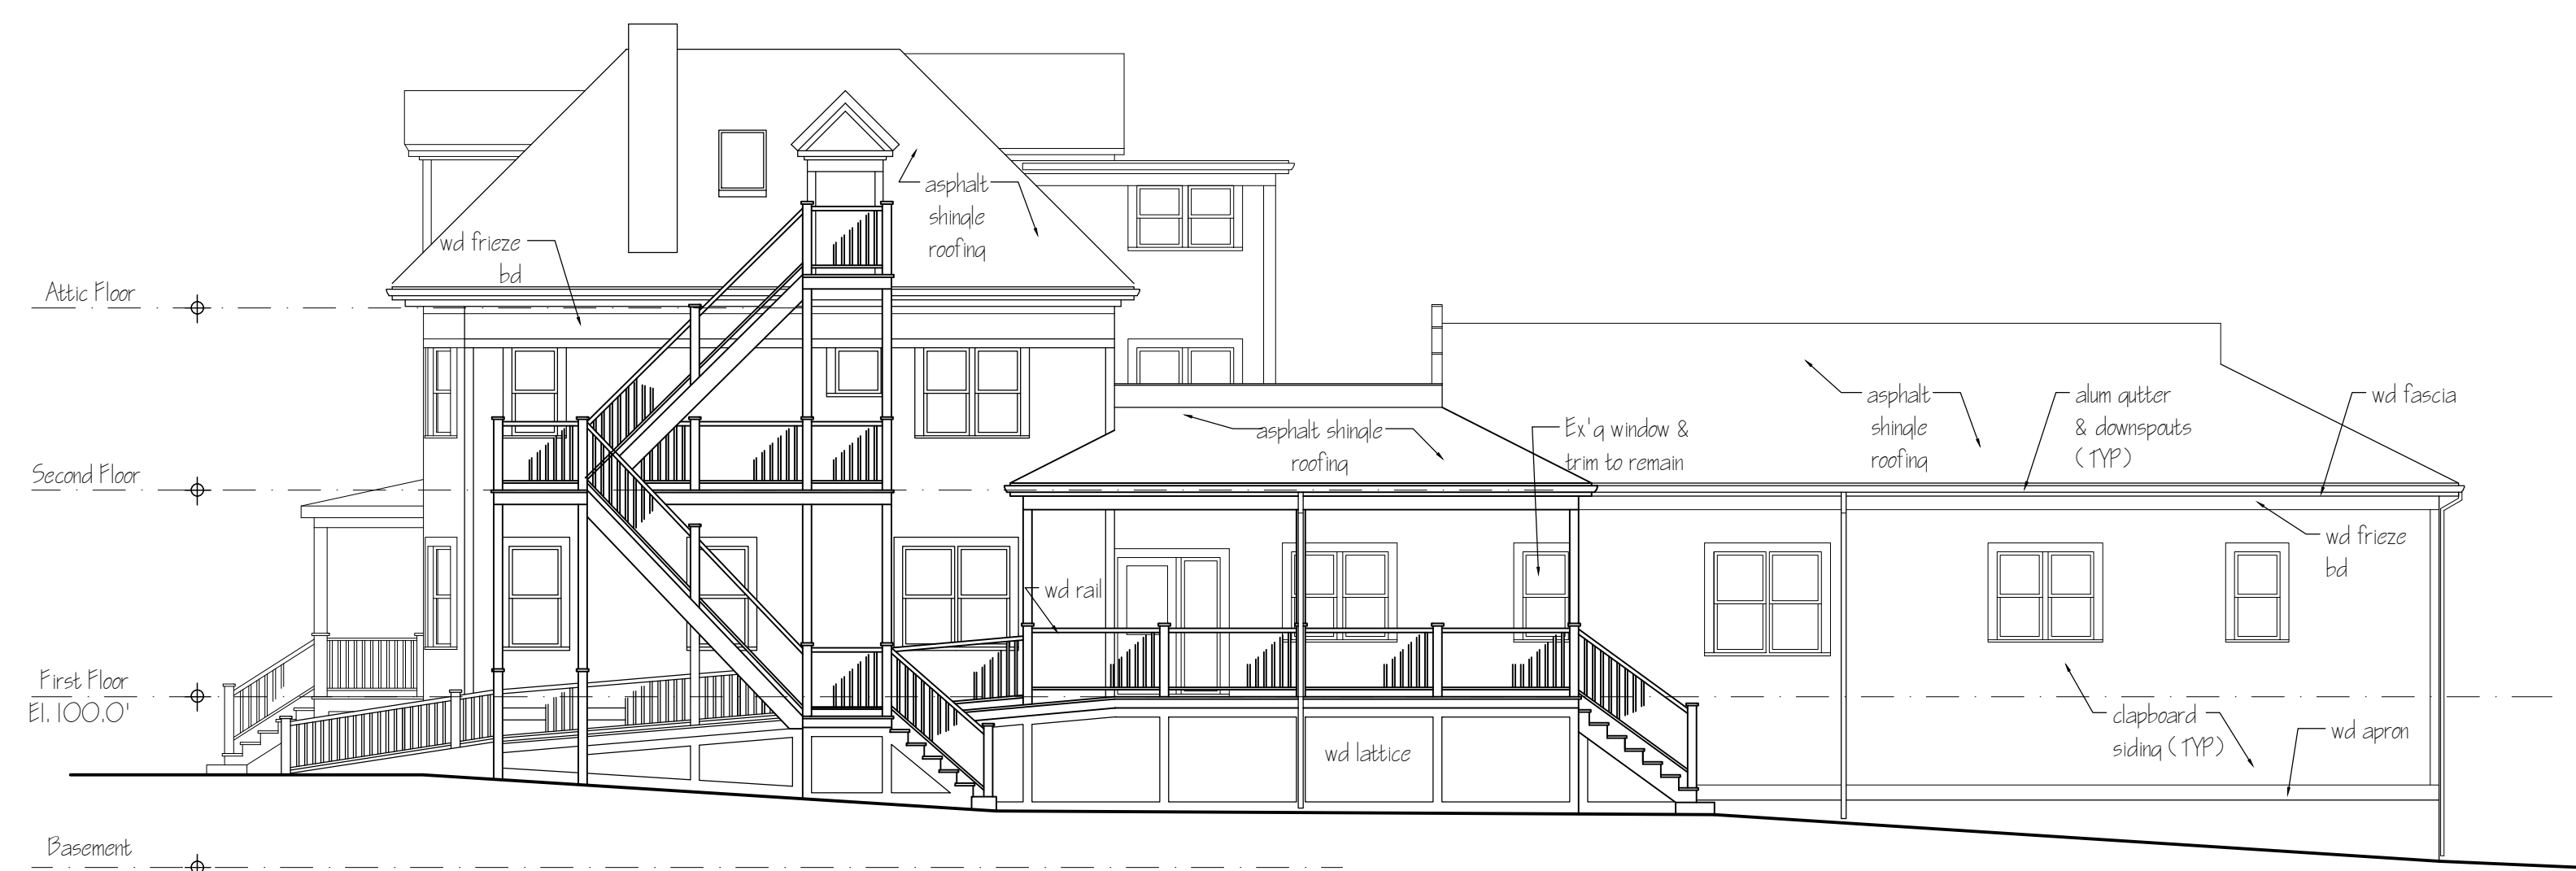 asphalt
shingle
roofing
wd frieze
bd
Attic Floor
asphalt
shingle
roofing
alum gutter
& downspouts
(TYP)
wd fascia
asphalt shingle
roofing
Ex'g window &
trim to remain
Second Floor
wd frieze
bd
wd rail
First Floor
El. 100.0'
clapboard
siding (TYP)
wd apron
wd lattice
Basement